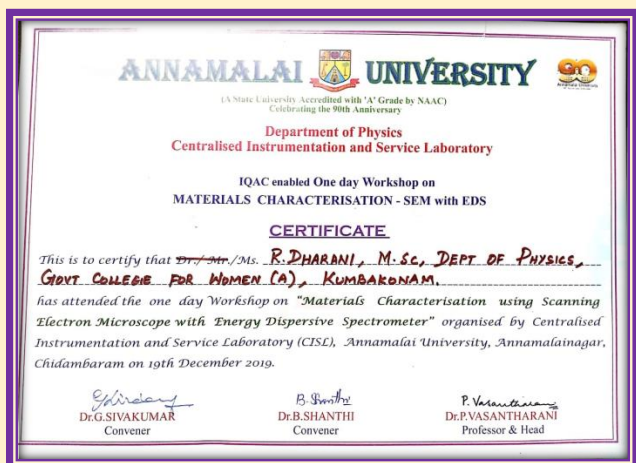 ANNAMALAI UNIVERSITY
90
(A State University Accredited with 'A' Grade by NAAC)
Celebrating the 90th Anniversary
Department of Physics
Centralised Instrumentation and Service Laboratory
IQAC enabled One day Workshop on
MATERIALS CHARACTERISATION - SEM with EDS
CERTIFICATE
This is to certify that Dr./ Mr./Ms. R.DHARANI, M.SC, DEPT OF PHYSICS,
GOVT COLLEGE FOR WOMEN (A), KUMBAKONAM.
has attended the one day Workshop on "Materials Characterisation using Scanning
Electron Microscope with Energy Dispersive Spectrometer" organised by Centralised
Instrumentation and Service Laboratory (CISL), Annamalai University, Annamalainagar,
Chidambaram on 19th December 2019.
B. Shanthi P. Vasantharani
Dr.G.SIVAKUMAR Dr.B.SHANTHI Dr.P.VASANTHARANI
Convener Convener Professor & Head